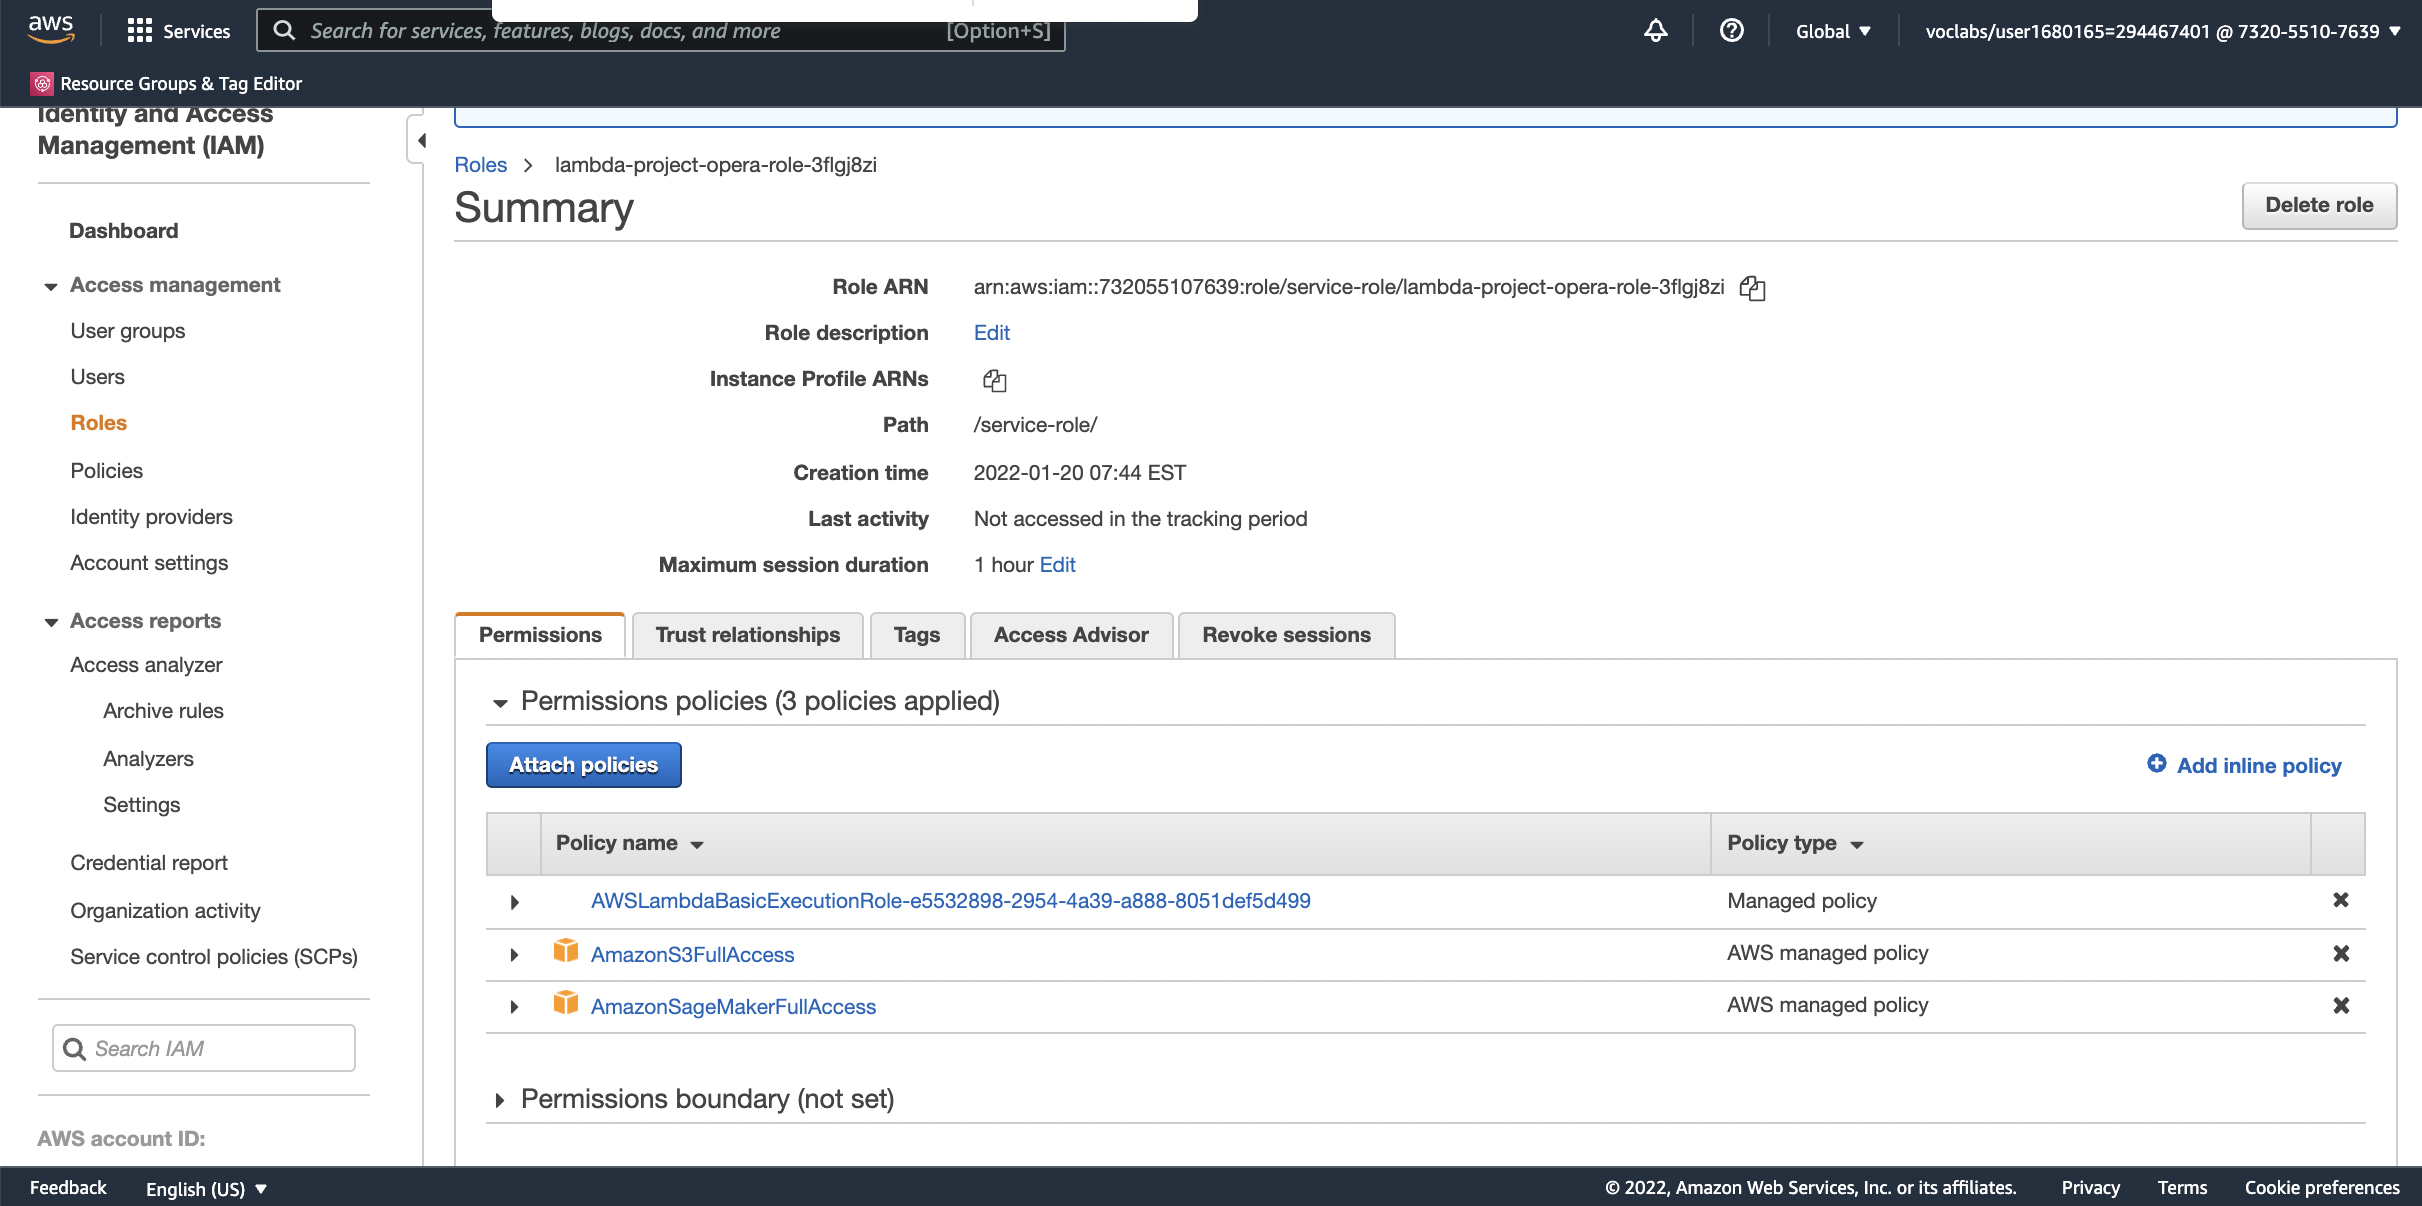 aws
Services
Search for services, features, blogs, docs, and more
[Option+S]
Global
voclabs/user1680165=294467401 @ 7320-5510-7639
Resource Groups & Tag Editor
Identity and Access
Management (IAM)
Dashboard
Access management
User groups
Users
Roles
Policies
Identity providers
Account settings
Access reports
Access analyzer
Archive rules
Analyzers
Settings
Credential report
Organization activity
Service control policies (SCPs)
Search IAM
AWS account ID:
Roles > lambda-project-opera-role-3flgj8zi
Summary
Delete role
Role ARN arn:aws:iam::732055107639:role/service-role/lambda-project-opera-role-3flgj8zi
Role description Edit
Instance Profile ARNs
Path /service-role/
Creation time 2022-01-20 07:44 EST
Last activity Not accessed in the tracking period
Maximum session duration 1 hour Edit
Permissions Trust relationships Tags Access Advisor Revoke sessions
Permissions policies (3 policies applied)
Attach policies
Add inline policy
Policy name Policy type
AWSLambdaBasicExecutionRole-e5532898-2954-4a39-a888-8051def5d499 Managed policy
AmazonS3FullAccess AWS managed policy
AmazonSageMakerFullAccess AWS managed policy
Permissions boundary (not set)
Feedback English (US) © 2022, Amazon Web Services, Inc. or its affiliates. Privacy Terms Cookie preferences